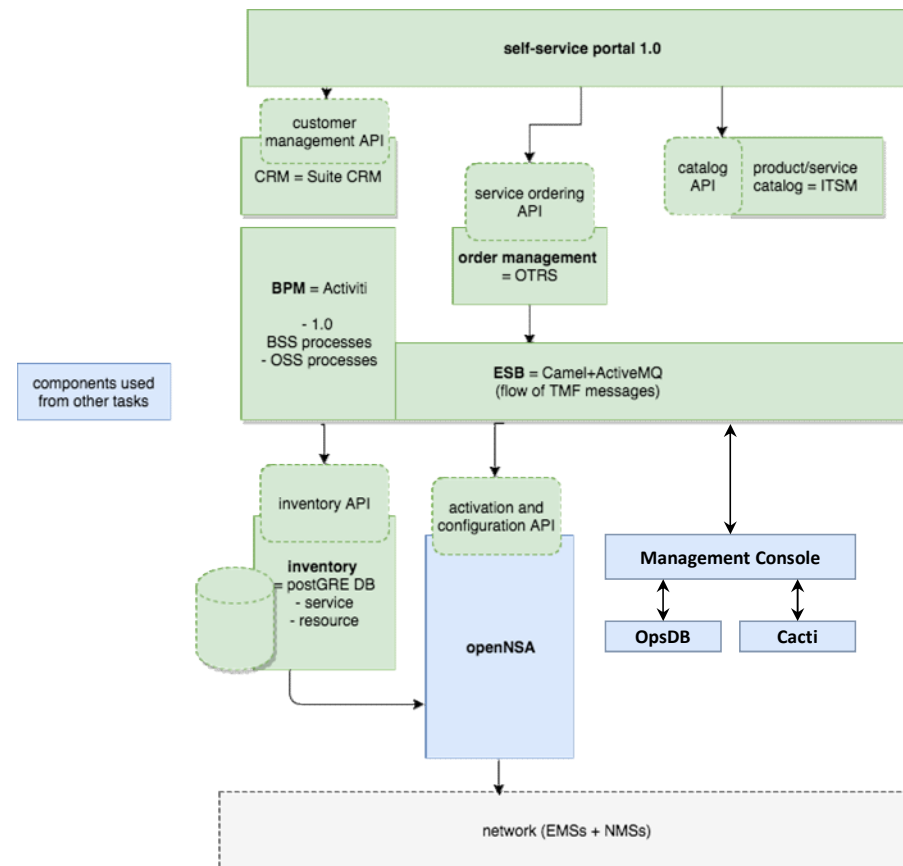 self-service portal 1.0
customer
management API
CRM = Suite CRM
service ordering
API
order management
= OTRS
catalog
API
product/service
catalog = ITSM
BPM = Activiti
- 1.0
BSS processes
- OSS processes
ESB = Camel+ActiveMQ
(flow of TMF messages)
components used
from other tasks
inventory API
inventory
= postGRE DB
- service
- resource
activation and
configuration API
openNSA
Management Console
OpsDB
Cacti
network (EMSs + NMSs)